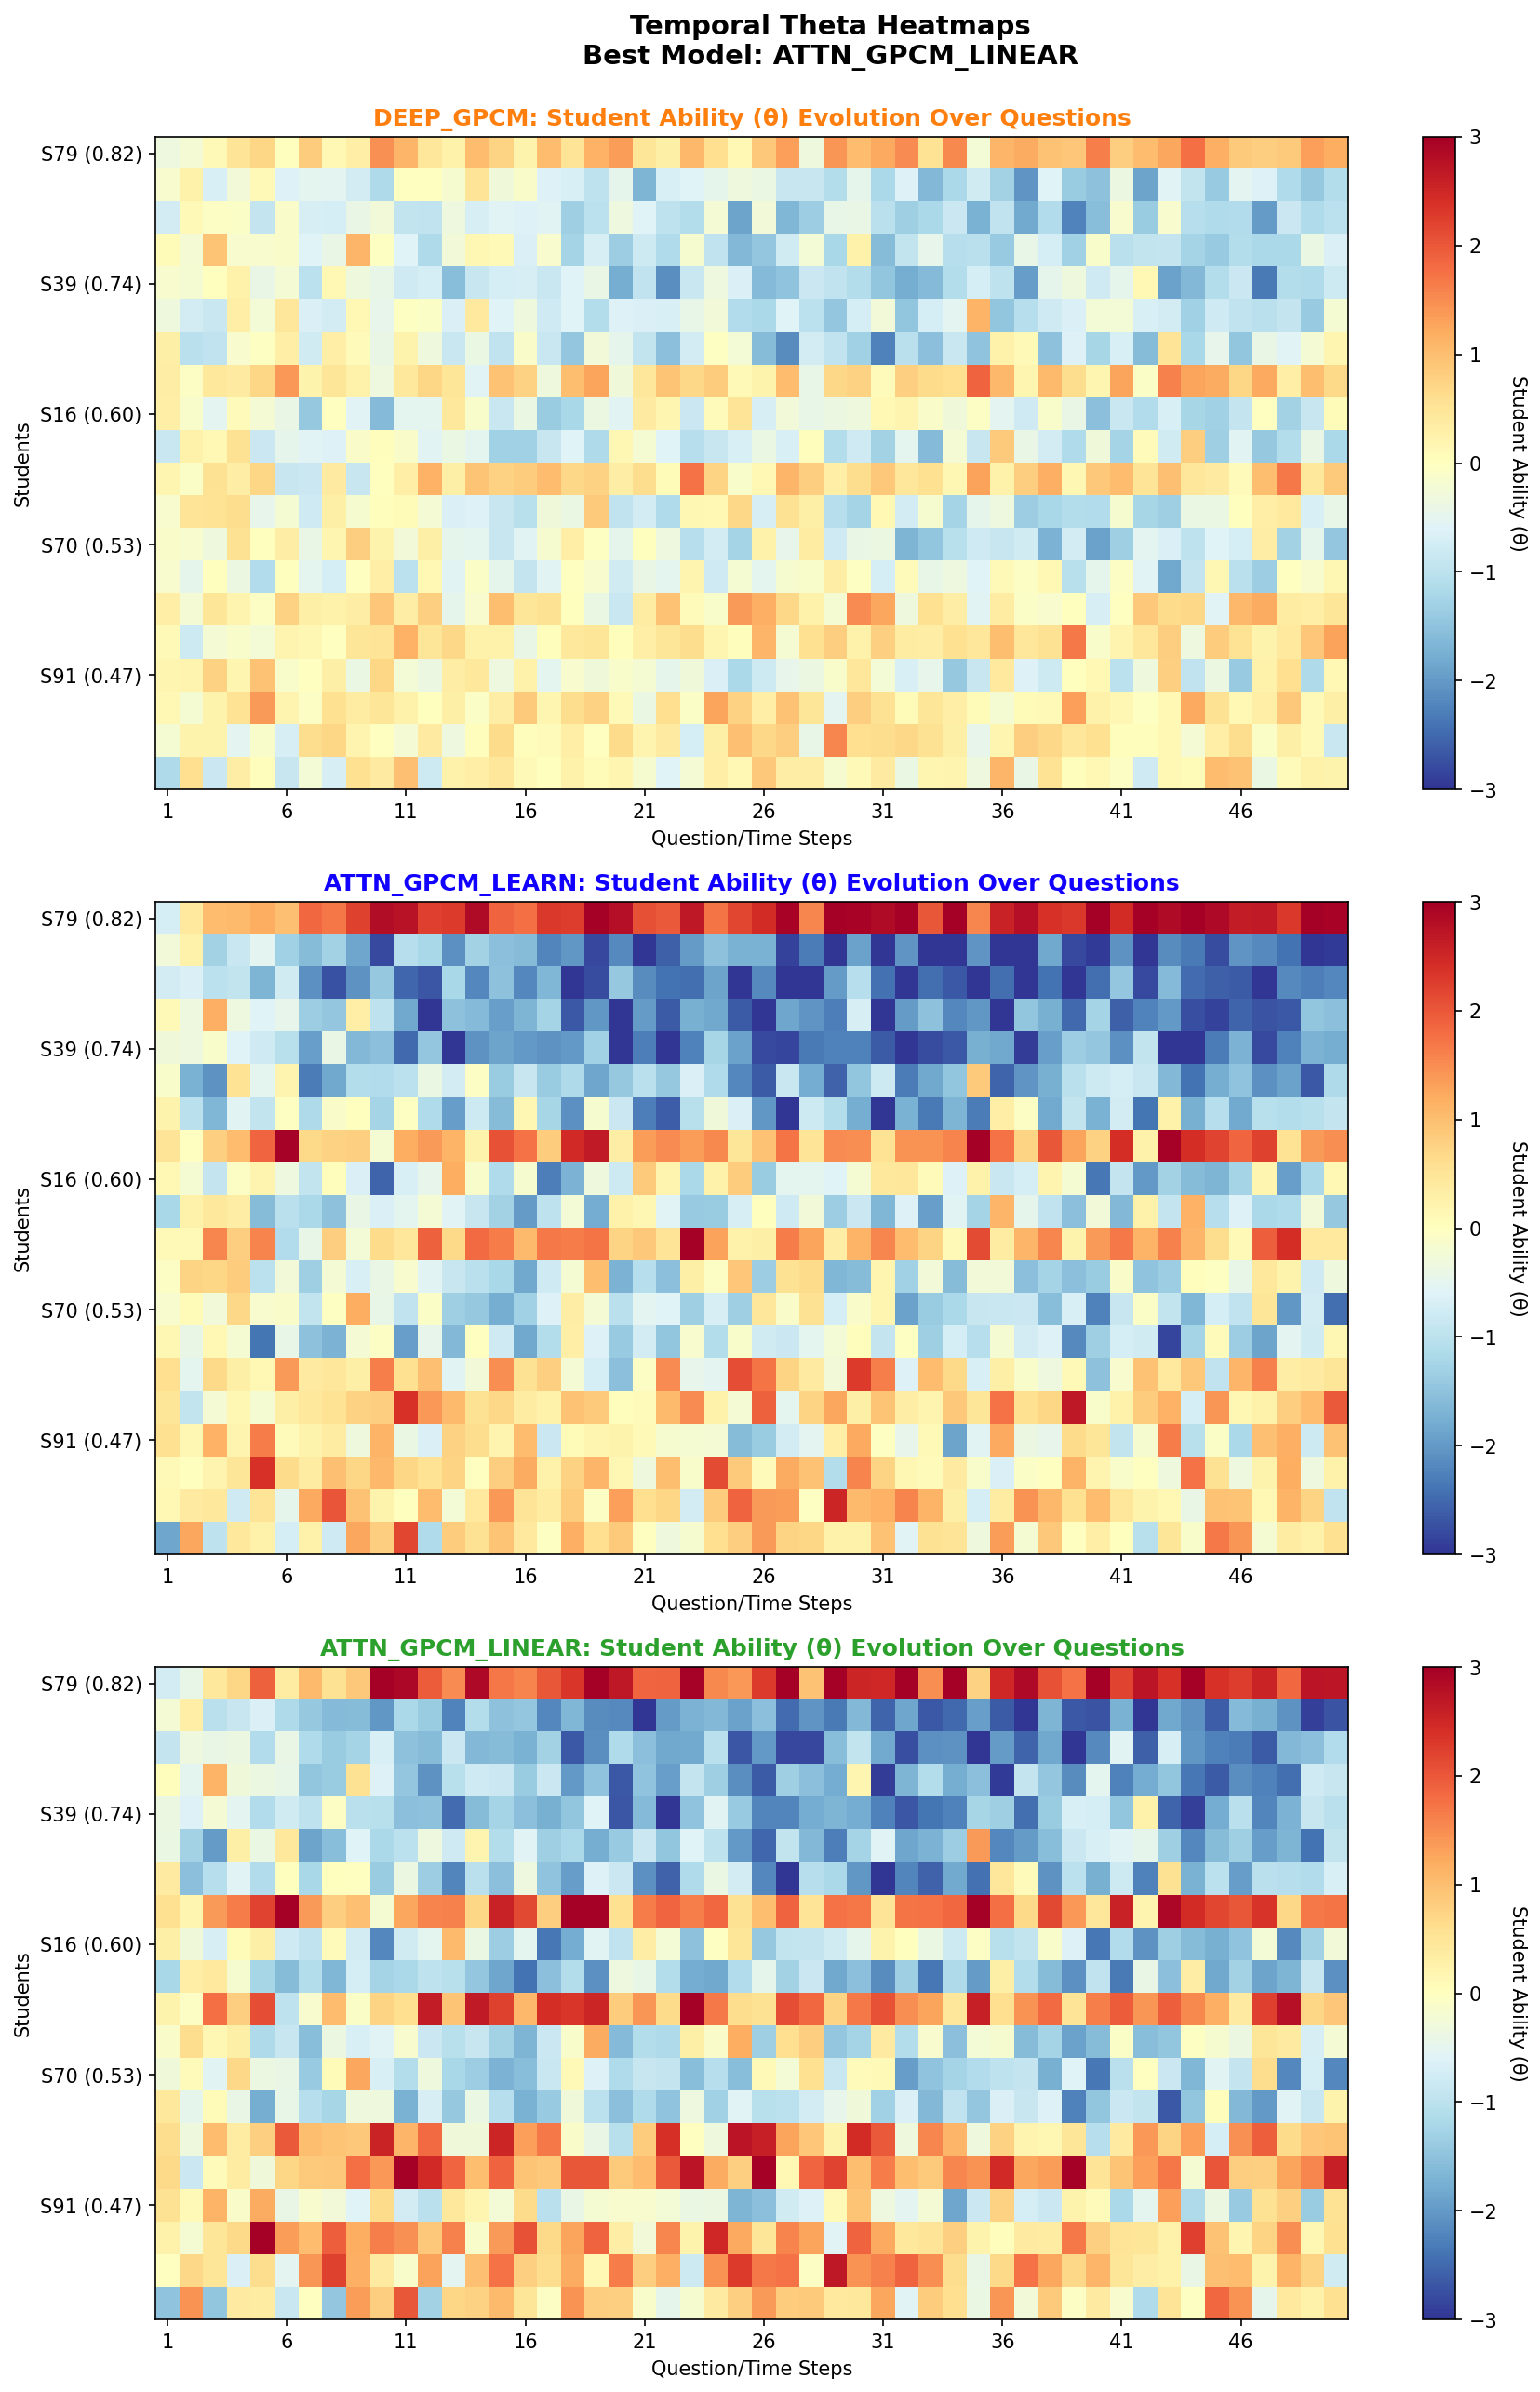 Temporal Theta Heatmaps
Best Model: ATTN_GPCM_LINEAR
DEEP_GPCM: Student Ability (θ) Evolution Over Questions
S79 (0.82)
S39 (0.74)
S16 (0.60)
S70 (0.53)
S91 (0.47)
Students
1 6 11 16 21 26 31 36 41 46
Question/Time Steps
3
2
1
0
−1
−2
−3
Student Ability (θ)
ATTN_GPCM_LEARN: Student Ability (θ) Evolution Over Questions
S79 (0.82)
S39 (0.74)
S16 (0.60)
S70 (0.53)
S91 (0.47)
Students
1 6 11 16 21 26 31 36 41 46
Question/Time Steps
3
2
1
0
−1
−2
−3
Student Ability (θ)
ATTN_GPCM_LINEAR: Student Ability (θ) Evolution Over Questions
S79 (0.82)
S39 (0.74)
S16 (0.60)
S70 (0.53)
S91 (0.47)
Students
1 6 11 16 21 26 31 36 41 46
Question/Time Steps
3
2
1
0
−1
−2
−3
Student Ability (θ)